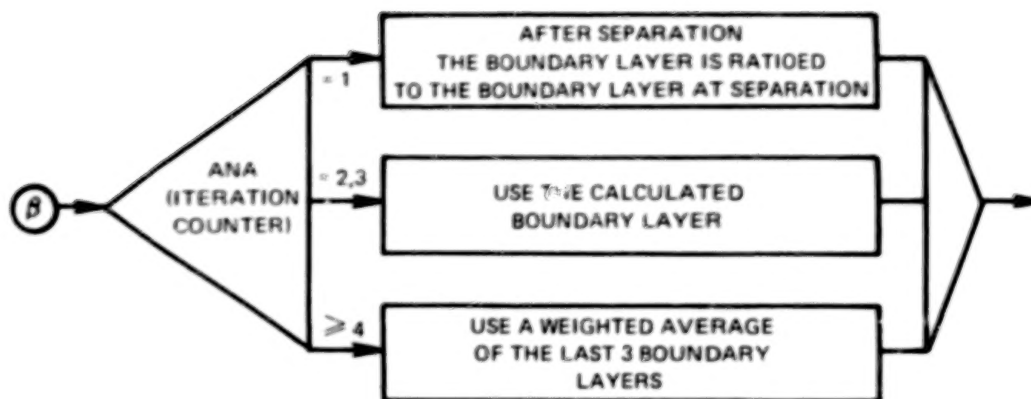 AFTER SEPARATION
THE BOUNDARY LAYER IS RATIOED
TO THE BOUNDARY LAYER AT SEPARATION
= 1
ANA
(ITERATION
COUNTER)
β
= 2,3
USE THE CALCULATED
BOUNDARY LAYER
≥ 4
USE A WEIGHTED AVERAGE
OF THE LAST 3 BOUNDARY
LAYERS